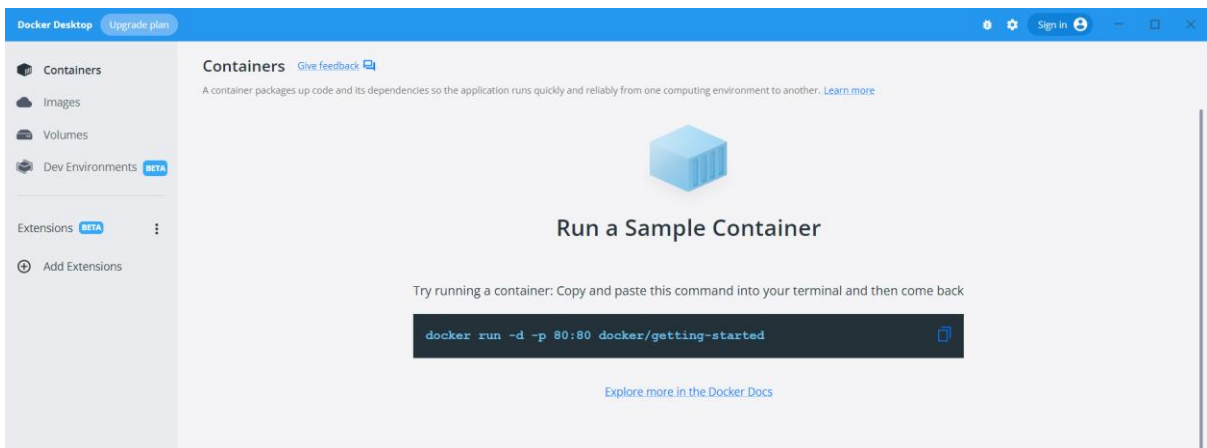 Docker Desktop Upgrade plan Sign in
Containers
Images
Volumes
Dev Environments BETA
Extensions BETA
Add Extensions
Containers Give feedback
A container packages up code and its dependencies so the application runs quickly and reliably from one computing environment to another. Learn more
Run a Sample Container
Try running a container: Copy and paste this command into your terminal and then come back
docker run -d -p 80:80 docker/getting-started
Explore more in the Docker Docs